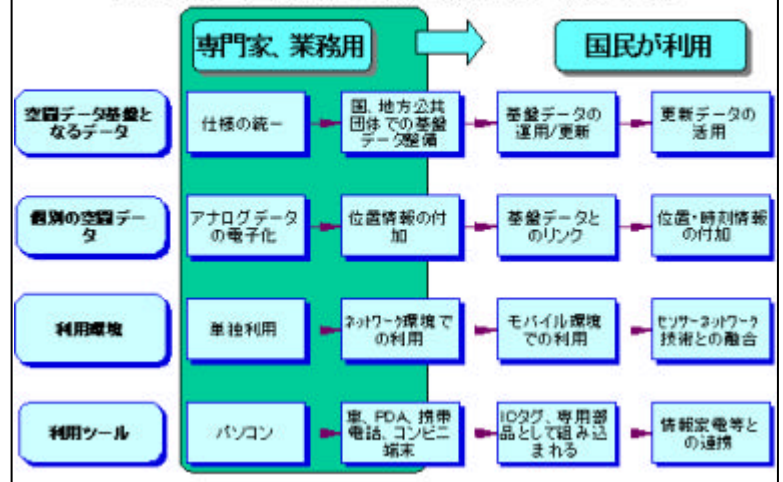 専門家、業務用
国民が利用
空間データ基盤と
なるデータ
仕様の統一
国、地方公共
団体での基盤
データ整備
基盤データの
運用/更新
更新データの
活用
個別の空間デー
タ
アナログデータ
の電子化
位置情報の付
加
基盤データと
のリンク
位置・時刻情報
の付加
利用環境
単独利用
ネットワーク環境で
の利用
モバイル環境
での利用
センサーネットワーク
技術との融合
利用ツール
パソコン
車、PDA、携帯
電話、コンビニ
端末
ICタグ、専用部
品として組み込
まれる
情報家電等と
の連携